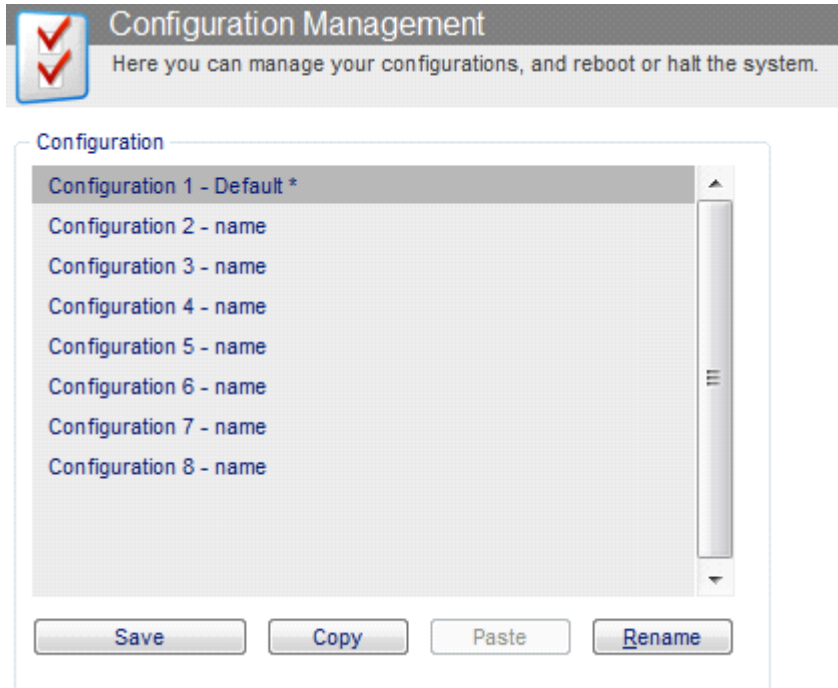 Configuration Management
Here you can manage your configurations, and reboot or halt the system.
Configuration
Configuration 1 - Default *
Configuration 2 - name
Configuration 3 - name
Configuration 4 - name
Configuration 5 - name
Configuration 6 - name
Configuration 7 - name
Configuration 8 - name
Save Copy Paste Rename